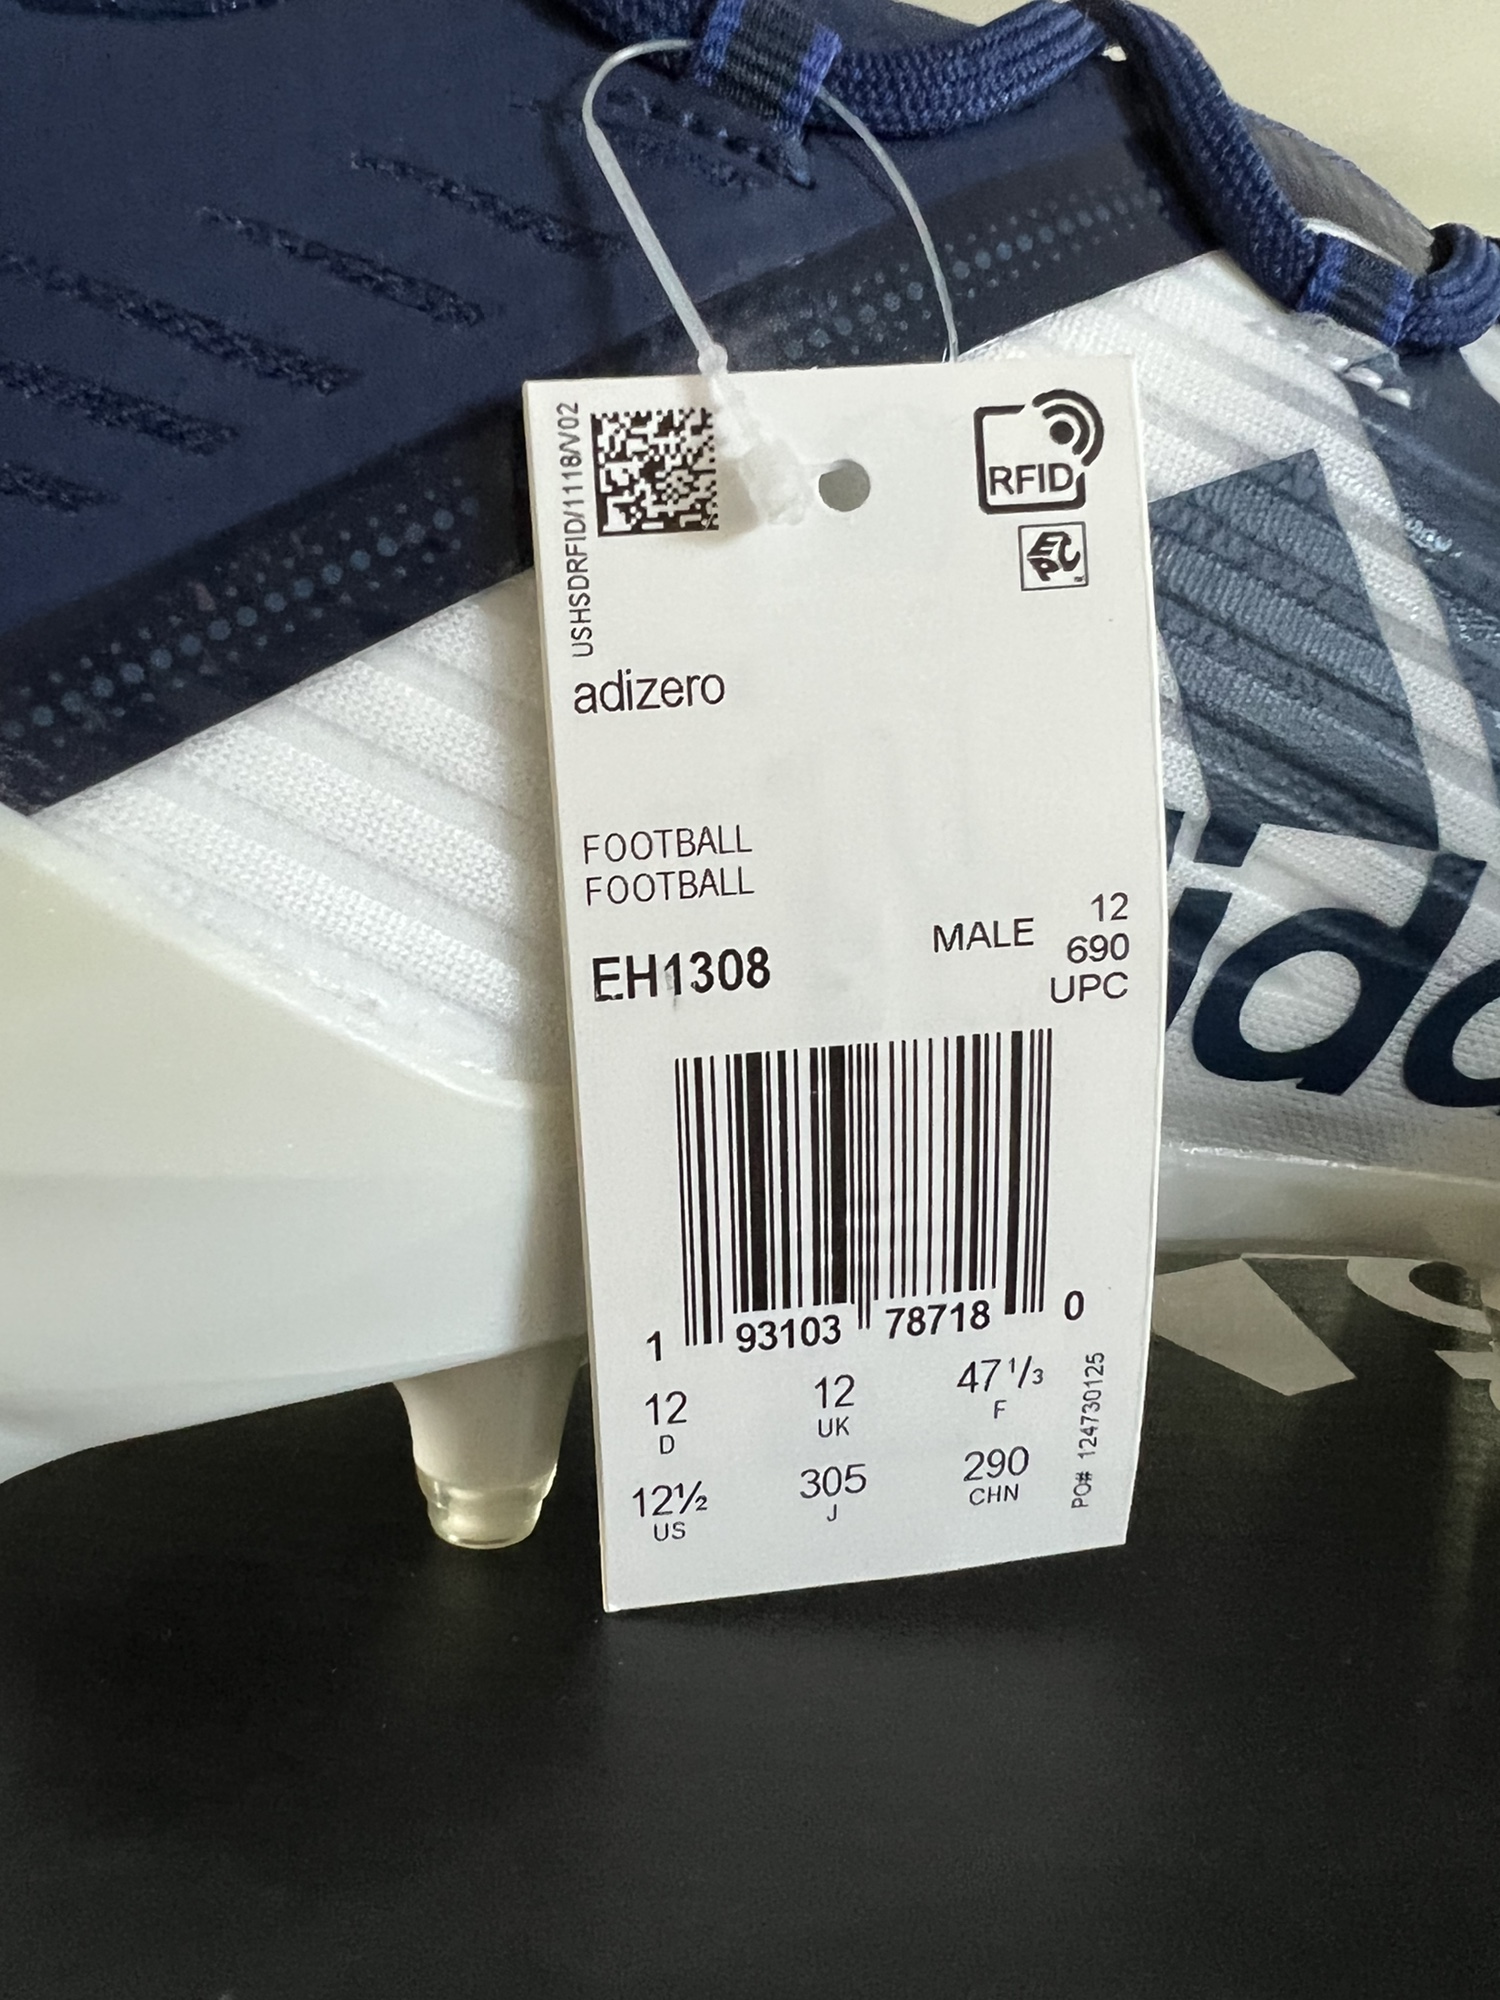 USHSDRFID/1118/V02
RFID
EPC
adizero
FOOTBALL
FOOTBALL
EH1308
MALE
12
690
UPC
1 93103 78718 0
12 12 47 1/3
D UK F
12½ 305 290
US J CHN
PO# 124730125